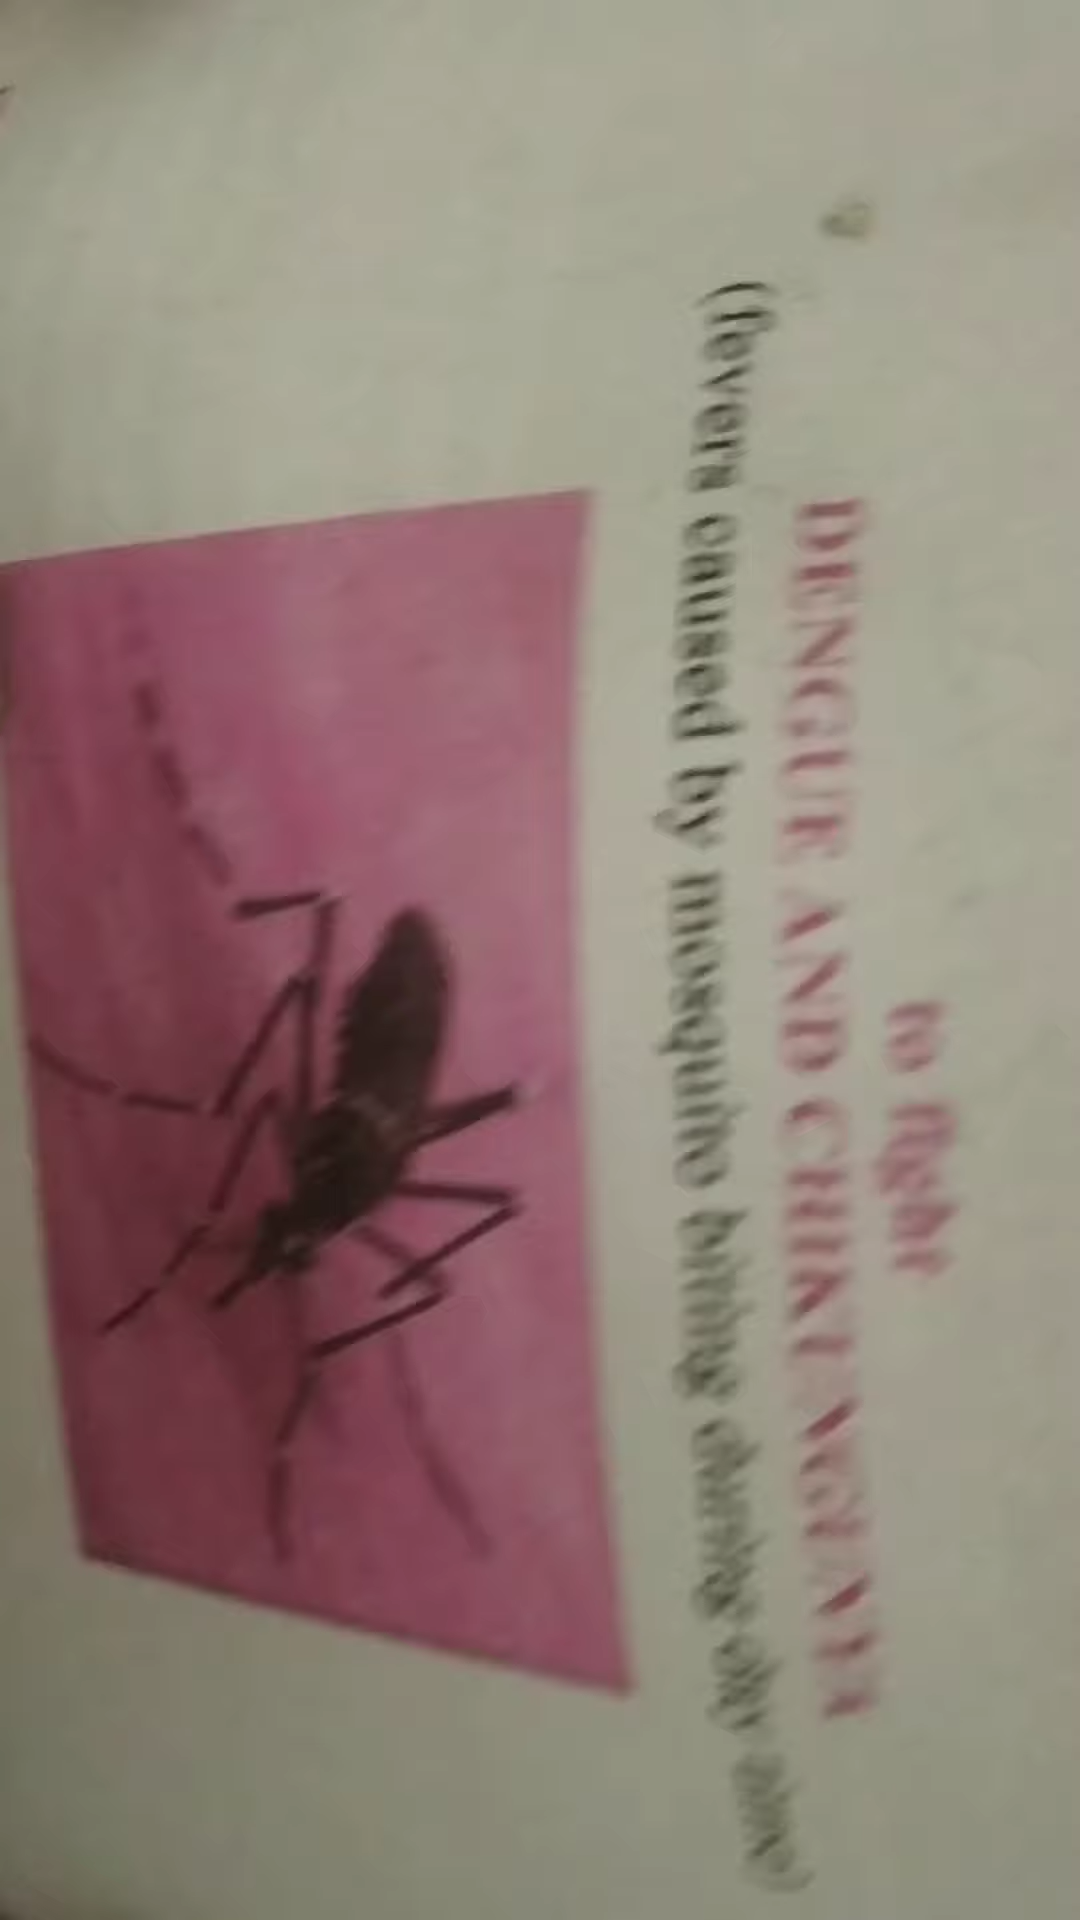 to fight
DENGUE AND CHIKUNGUNYA
(fevers caused by mosquito biting during day time)